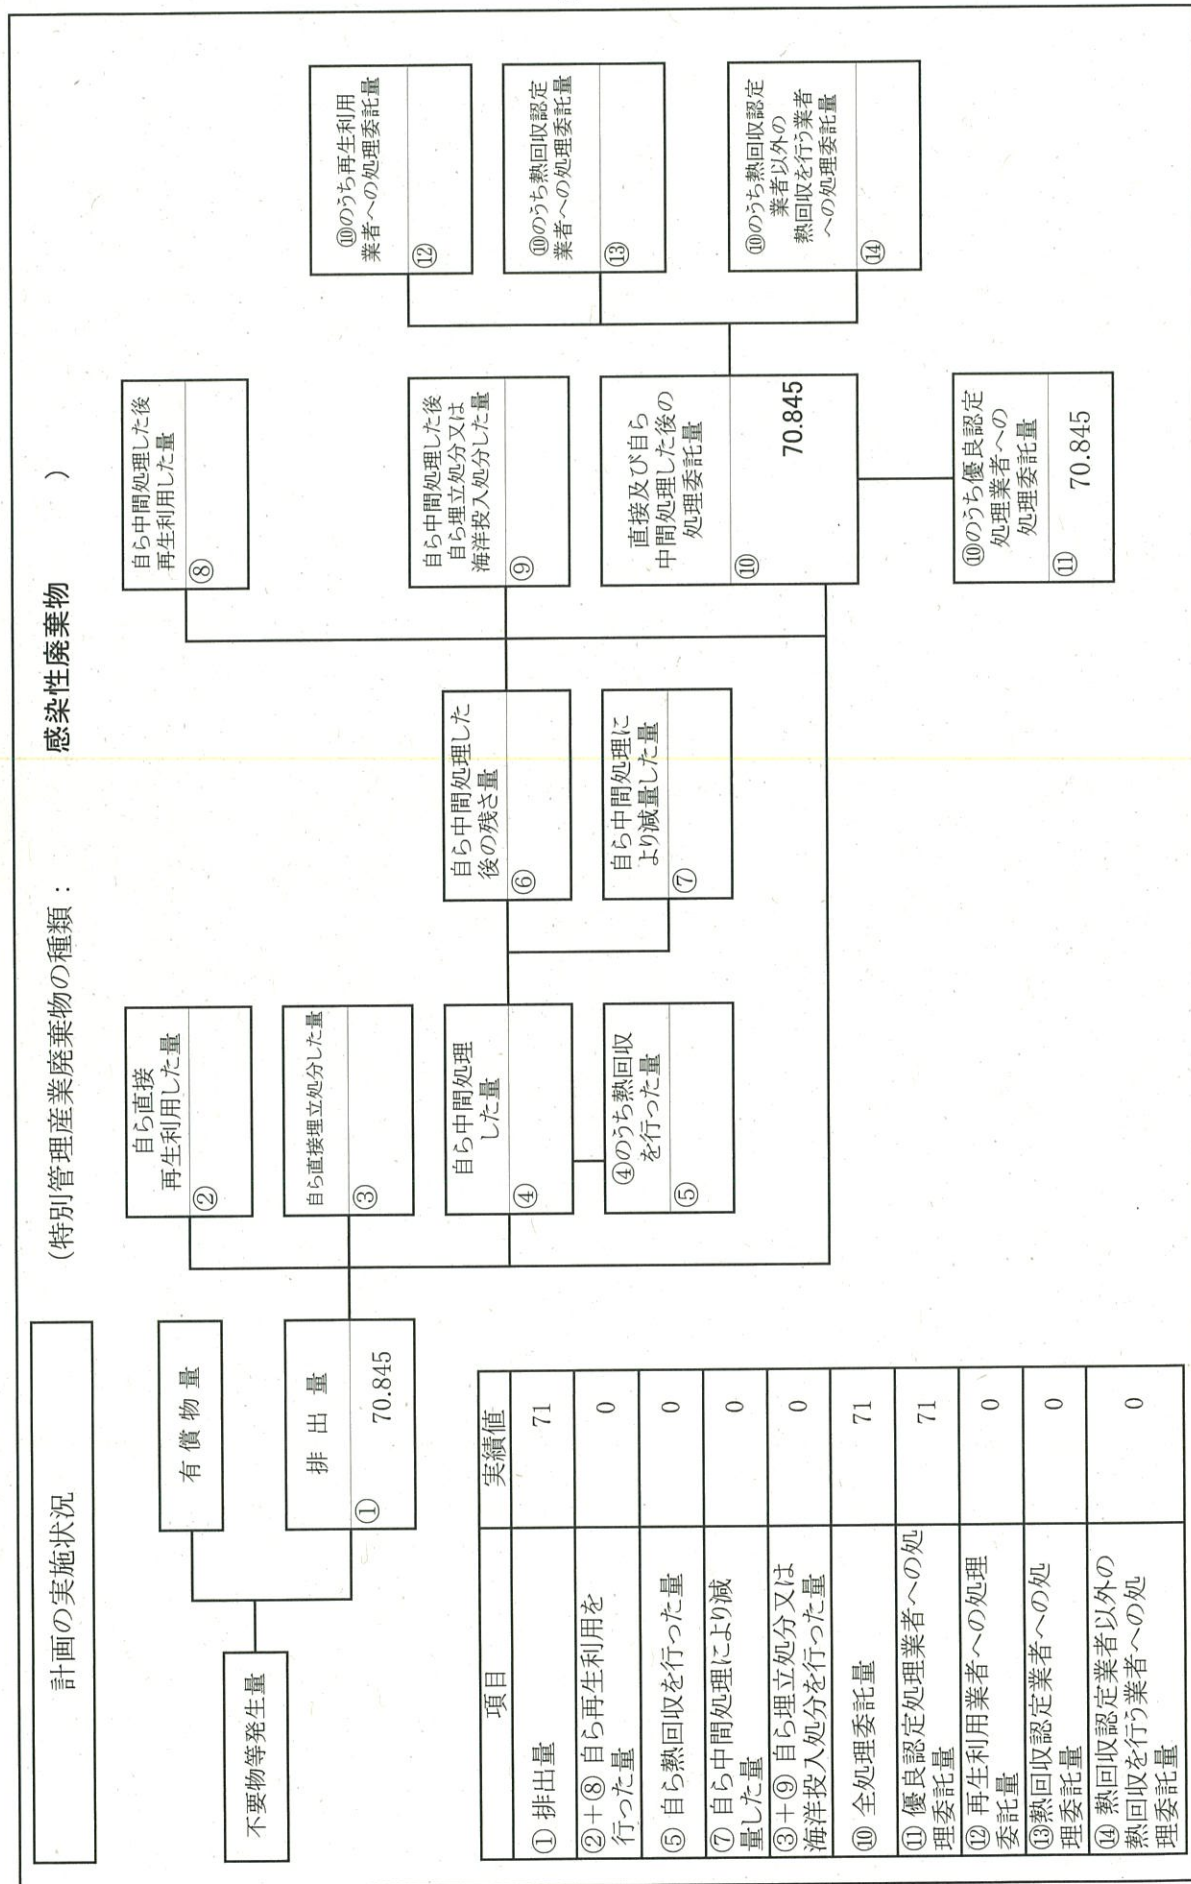 計画の実施状況
(特別管理産業廃棄物の種類：　感染性廃棄物　)
不要物等発生量
有償物量
排出量
①
70.845
自ら直接
再生利用した量
②
自ら直接埋立処分した量
③
自ら中間処理
した量
④
④のうち熱回収
を行った量
⑤
自ら中間処理した
後の残さ量
⑥
自ら中間処理に
より減量した量
⑦
自ら中間処理した後
再生利用した量
⑧
自ら中間処理した後
自ら埋立処分又は
海洋投入処分した量
⑨
直接及び自ら
中間処理した後の
処理委託量
⑩
70.845
⑩のうち優良認定
処理業者への
処理委託量
⑪
70.845
⑩のうち再生利用
業者への処理委託量
⑫
⑩のうち熱回収認定
業者への処理委託量
⑬
⑩のうち熱回収認定
業者以外の
熱回収を行う業者
への処理委託量
⑭
項目 実績値
① 排出量 71
②＋⑧ 自ら再生利用を
行った量 0
⑤ 自ら熱回収を行った量 0
⑦ 自ら中間処理により減
量した量 0
③＋⑨ 自ら埋立処分又は
海洋投入処分を行った量 0
⑩ 全処理委託量 71
⑪ 優良認定処理業者への処
理委託量 71
⑫ 再生利用業者への処理
委託量 0
⑬熱回収認定業者への処
理委託量 0
⑭ 熱回収認定業者以外の
熱回収を行う業者への処
理委託量 0